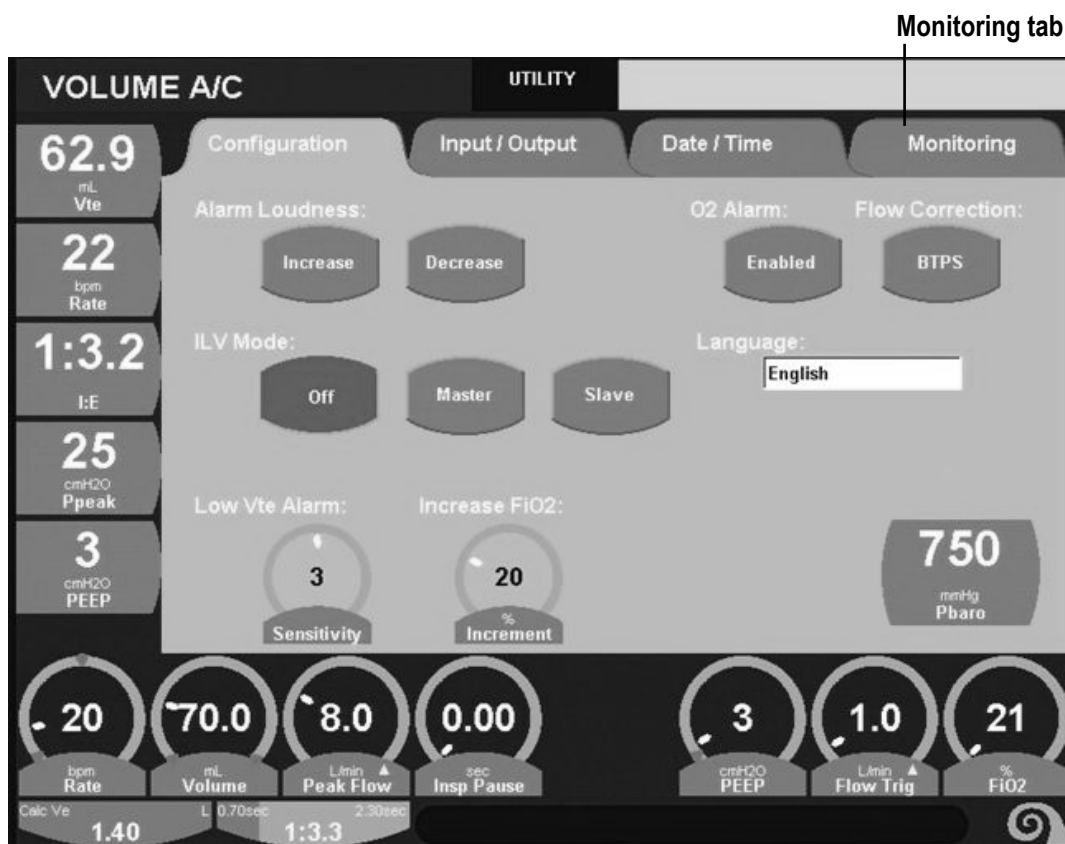 Monitoring tab
VOLUME A/C
UTILITY
Configuration
Input / Output
Date / Time
Monitoring
62.9
mL
Vte
22
bpm
Rate
1:3.2
I:E
25
cmH2O
Ppeak
3
cmH2O
PEEP
Alarm Loudness:
Increase
Decrease
O2 Alarm:
Enabled
Flow Correction:
BTPS
ILV Mode:
Off
Master
Slave
Language:
English
Low Vte Alarm:
3
Sensitivity
Increase FiO2:
20
%
Increment
750
mmHg
Pbaro
20
bpm
Rate
70.0
mL
Volume
8.0
L/min
Peak Flow
0.00
sec
Insp Pause
3
cmH2O
PEEP
1.0
L/min
Flow Trig
21
%
FiO2
Calc Ve
L
1.40
0.70sec
2.30sec
1:3.3